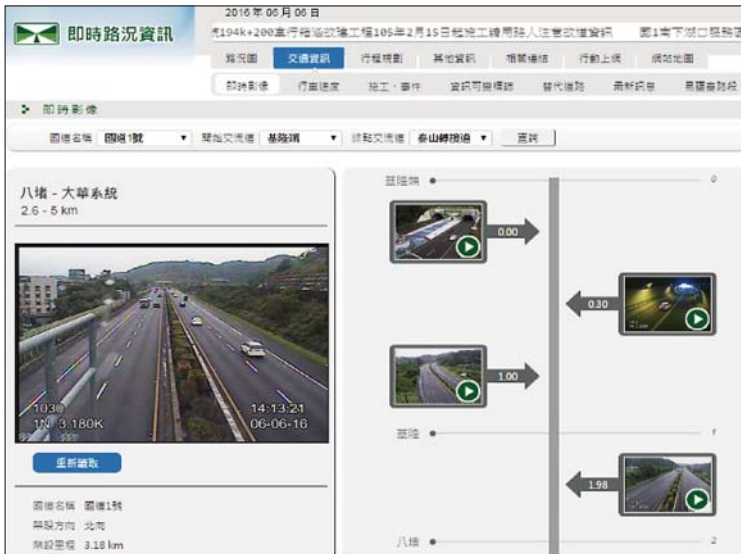 2016 年 06 月 06 日
即時路況資訊
194k+200車行箱涵改建工程105年2月15日起施工請用路人注意改道資訊 國1南下湖口服務區
路況圖 交通資訊 行程規劃 其他資訊 相關連結 行動上網 網站地圖
即時影像 行車速度 施工、事件 資訊可變標誌 替代道路 最新訊息 易壅塞路段
即時影像
國道名稱 國道1號 開始交流道 基隆端 終點交流道 泰山轉接道 查詢
八堵 - 大華系統
2.6 - 5 km
1030
1N 3.180K
14:13:21
06-06-16
重新讀取
國道名稱 國道1號
架設方向 北向
架設里程 3.18 km
基隆端 0
0.00
0.30
1.00
基隆 1
1.98
八堵 2